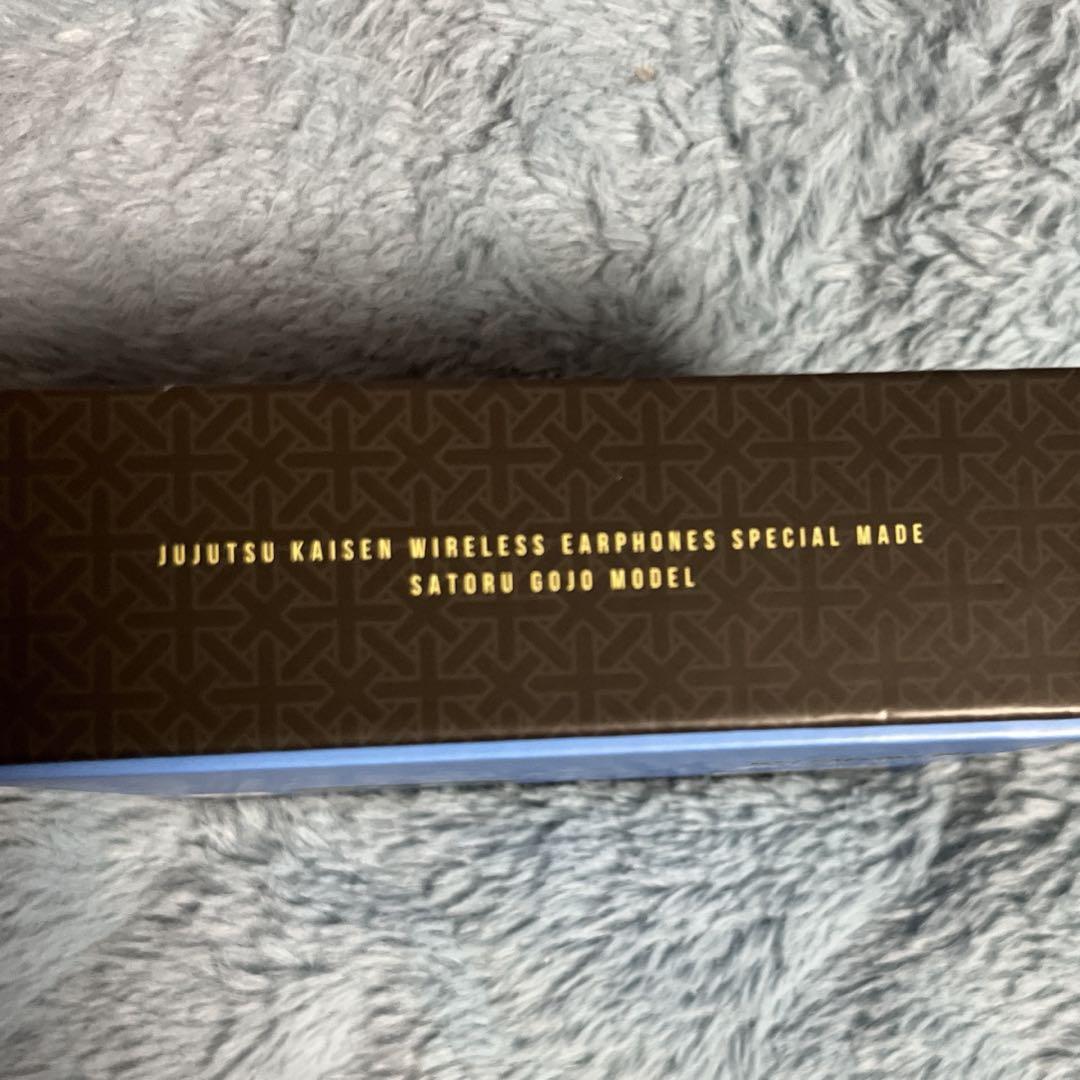 JUJUTSU KAISEN WIRELESS EARPHONES SPECIAL MADE
SATORU GOJO MODEL